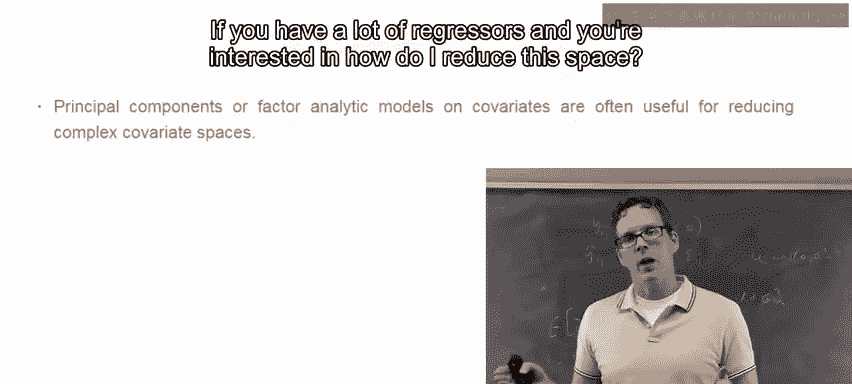 If you have a lot of regressors and you're
interested in how do I reduce this space?
· Principal components or factor analytic models on covariates are often useful for reducing
complex covariate spaces.